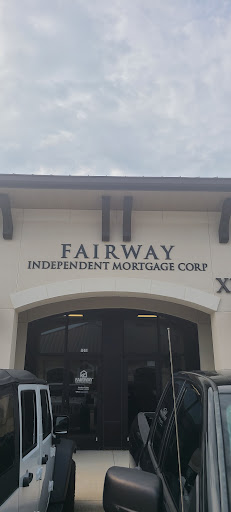 FAIRWAY
INDEPENDENT MORTGAGE CORP
X